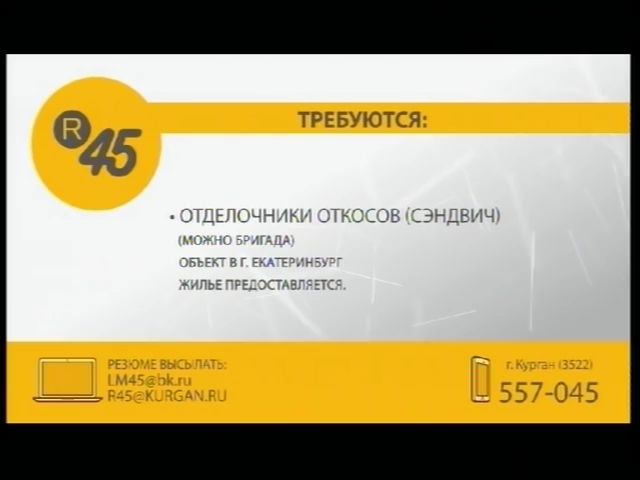 R
45
ТРЕБУЮТСЯ:
• ОТДЕЛОЧНИКИ ОТКОСОВ (СЭНДВИЧ)
(МОЖНО БРИГАДА)
ОБЪЕКТ В Г. ЕКАТЕРИНБУРГ
ЖИЛЬЕ ПРЕДОСТАВЛЯЕТСЯ.
РЕЗЮМЕ ВЫСЫЛАТЬ:
LM45@bk.ru
R45@KURGAN.RU
г. Курган (3522)
557-045